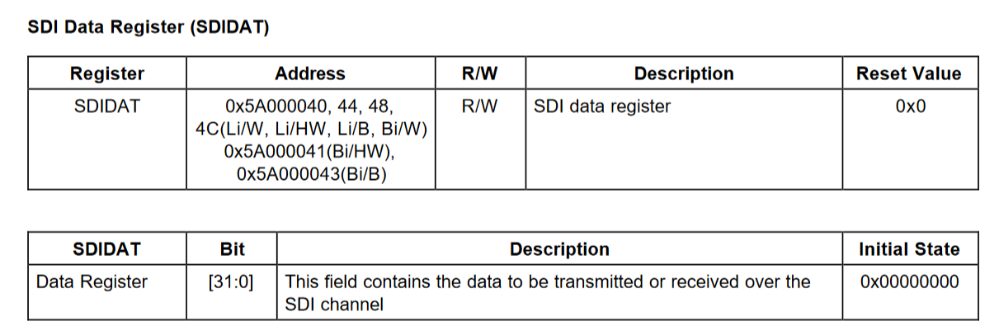 SDI Data Register (SDIDAT)
Register Address R/W Description Reset Value
SDIDAT 0x5A000040, 44, 48, R/W SDI data register 0x0
4C(Li/W, Li/HW, Li/B, Bi/W)
0x5A000041(Bi/HW),
0x5A000043(Bi/B)
SDIDAT Bit Description Initial State
Data Register [31:0] This field contains the data to be transmitted or received over the 0x00000000
SDI channel